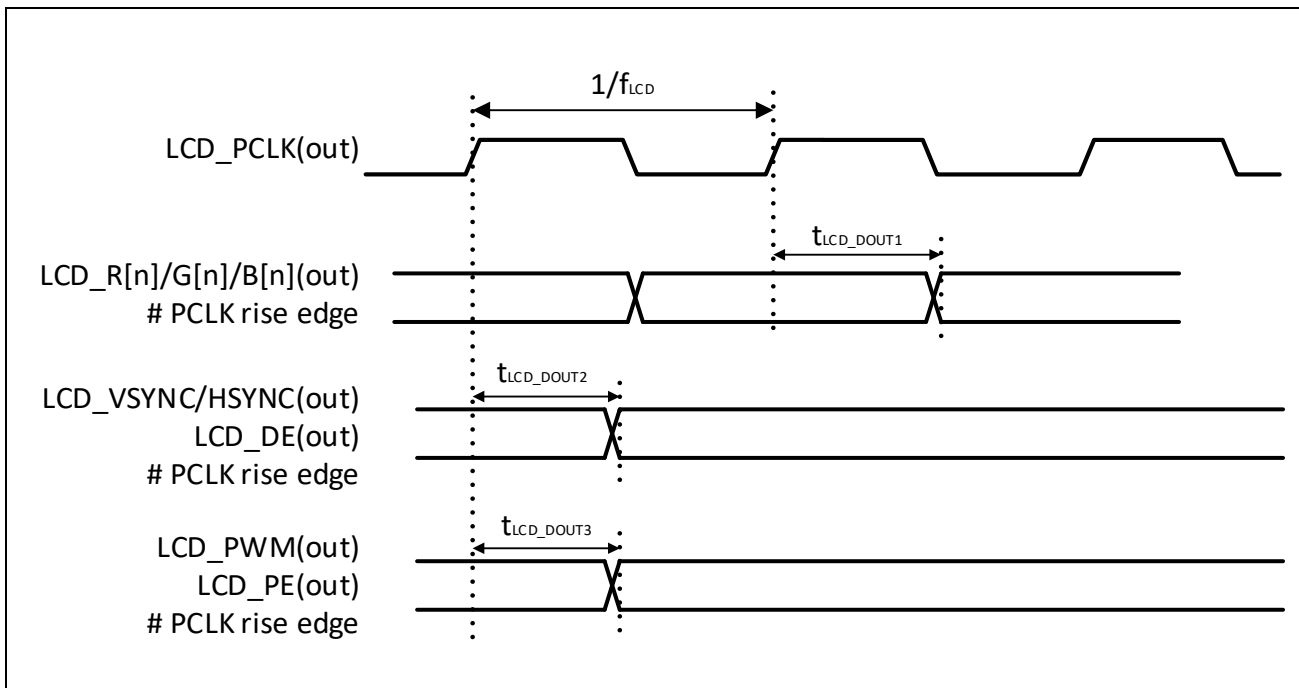 1/fLCD
LCD_PCLK(out)
tLCD_DOUT1
LCD_R[n]/G[n]/B[n](out)
# PCLK rise edge
tLCD_DOUT2
LCD_VSYNC/HSYNC(out)
LCD_DE(out)
# PCLK rise edge
tLCD_DOUT3
LCD_PWM(out)
LCD_PE(out)
# PCLK rise edge